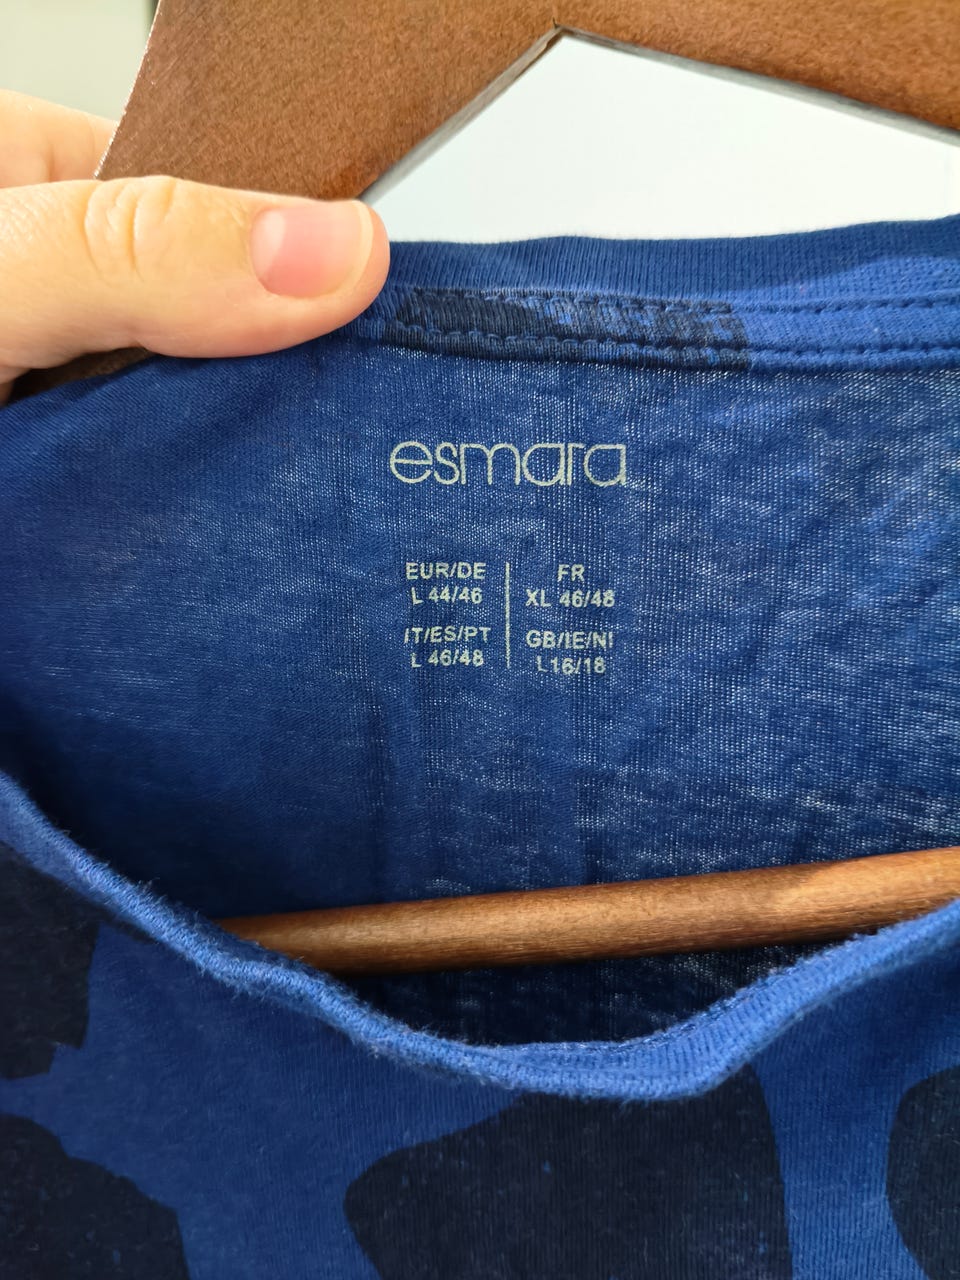 esmara
EUR/DE
L 44/46
FR
XL 46/48
IT/ES/PT
L 46/48
GB/IE/NI
L16/18